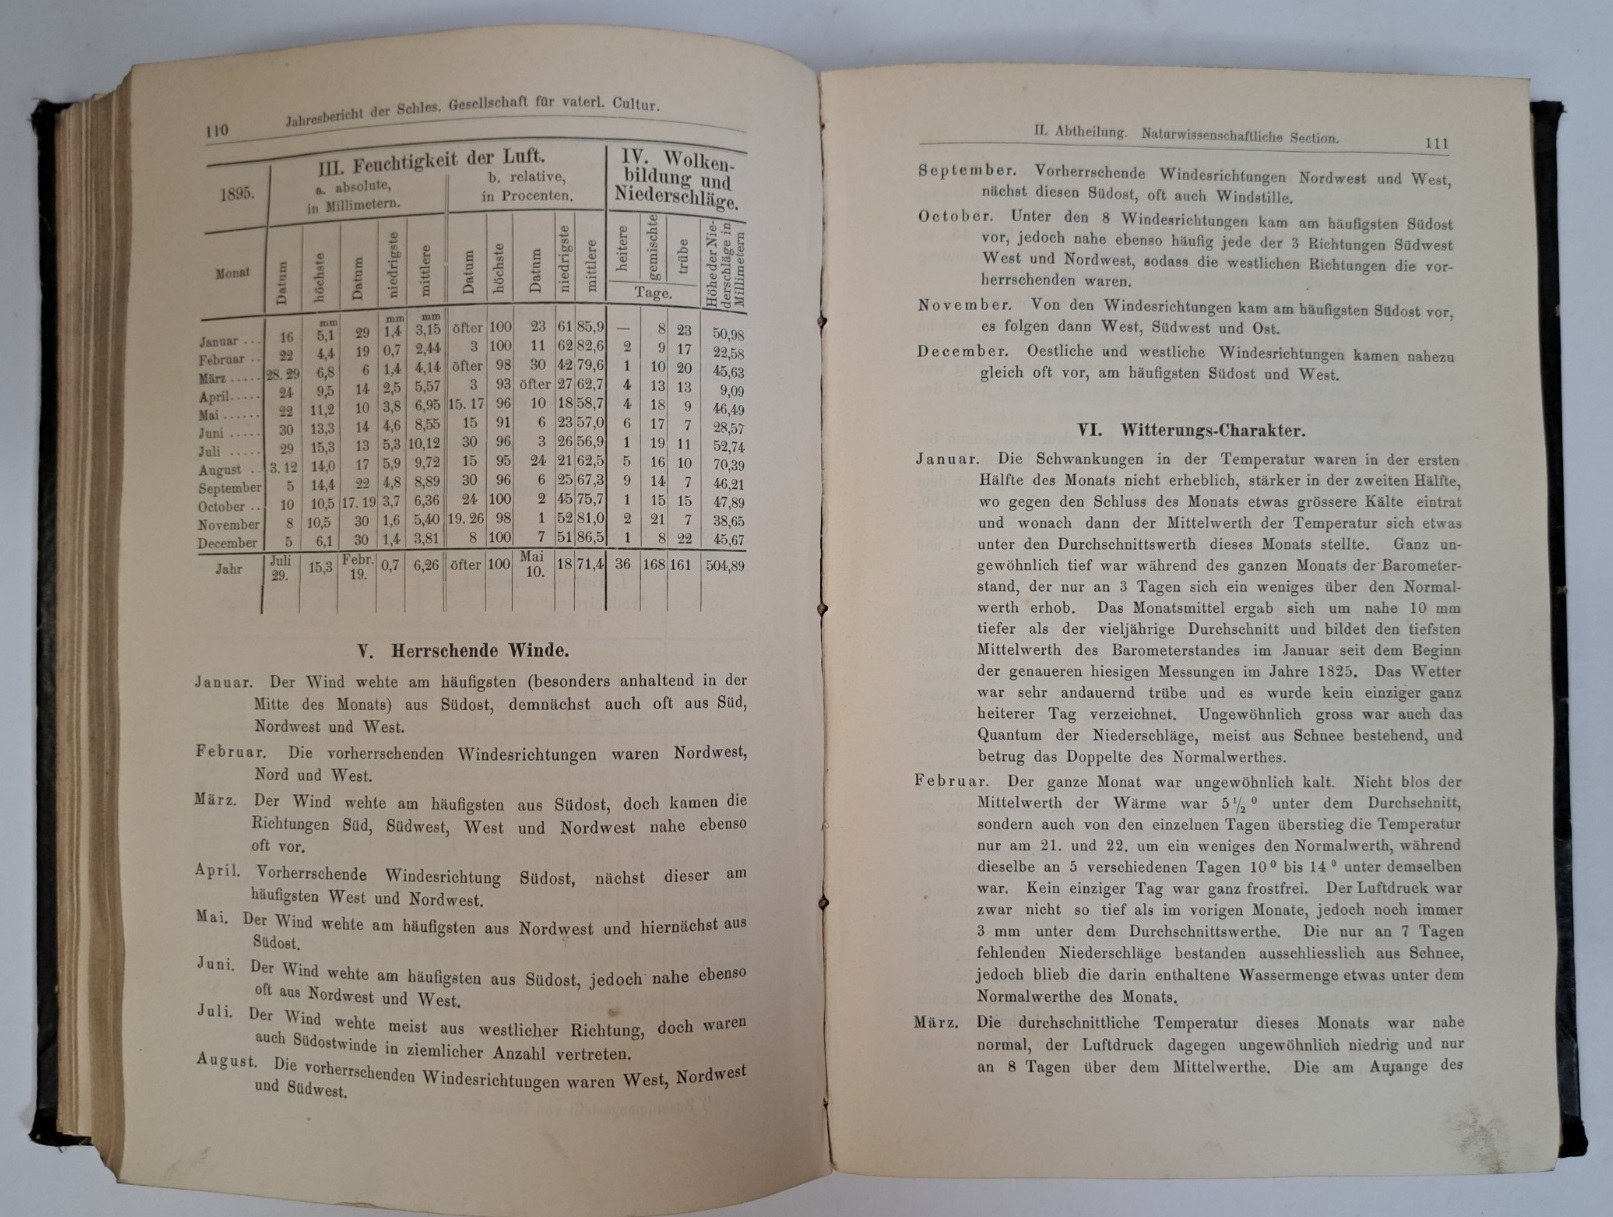 110 Jahresbericht der Schles. Gesellschaft für vaterl. Cultur.
1895. III. Feuchtigkeit der Luft. IV. Wolken-
bildung und
Niederschläge.
a. absolute,
in Millimetern.
b. relative,
in Procenten.
Monat Datum höchste Datum niedrigste mittlere Datum höchste Datum niedrigste mittlere heitere gemischte trübe Höhe der Nie-
derschläge in
Millimetern
Tage.
mm mm mm
Januar ... 16 5,1 29 1,4 3,15 öfter 100 23 61 85,9 — 8 23 50,98
Februar .. 22 4,4 19 0,7 2,44 3 100 11 62 82,6 2 9 17 22,58
März ..... 28. 29 6,8 6 1,4 4,14 öfter 98 30 42 79,6 1 10 20 45,63
April..... 24 9,5 14 2,5 5,57 3 93 öfter 27 62,7 4 13 13 9,09
Mai ...... 22 11,2 10 3,8 6,95 15. 17 96 10 18 58,7 4 18 9 46,49
Juni ..... 30 13,3 14 4,6 8,55 15 91 6 23 57,0 6 17 7 28,57
Juli ..... 29 15,3 13 5,3 10,12 30 96 3 26 56,9 1 19 11 52,74
August .. 3. 12 14,0 17 5,9 9,72 15 95 24 21 62,5 5 16 10 70,39
September 5 14,4 22 4,8 8,89 30 96 6 25 67,3 9 14 7 46,21
October .. 10 10,5 17. 19 3,7 6,36 24 100 2 45 75,7 1 15 15 47,89
November 8 10,5 30 1,6 5,40 19. 26 98 1 52 81,0 2 21 7 38,65
December 5 6,1 30 1,4 3,81 8 100 7 51 86,5 1 8 22 45,67
Jahr Juli
29. 15,3 Febr.
19. 0,7 6,26 öfter 100 Mai
10. 18 71,4 36 168 161 504,89
V. Herrschende Winde.
Januar. Der Wind wehte am häufigsten (besonders anhaltend in der
Mitte des Monats) aus Südost, demnächst auch oft aus Süd,
Nordwest und West.
Februar. Die vorherrschenden Windesrichtungen waren Nordwest,
Nord und West.
März. Der Wind wehte am häufigsten aus Südost, doch kamen die
Richtungen Süd, Südwest, West und Nordwest nahe ebenso
oft vor.
April. Vorherrschende Windesrichtung Südost, nächst dieser am
häufigsten West und Nordwest.
Mai. Der Wind wehte am häufigsten aus Nordwest und hiernächst aus
Südost.
Juni. Der Wind wehte am häufigsten aus Südost, jedoch nahe ebenso
oft aus Nordwest und West.
Juli. Der Wind wehte meist aus westlicher Richtung, doch waren
auch Südostwinde in ziemlicher Anzahl vertreten.
August. Die vorherrschenden Windesrichtungen waren West, Nordwest
und Südwest.
II. Abtheilung. Naturwissenschaftliche Section. 111
September. Vorherrschende Windesrichtungen Nordwest und West,
nächst diesen Südost, oft auch Windstille.
October. Unter den 8 Windesrichtungen kam am häufigsten Südost
vor, jedoch nahe ebenso häufig jede der 3 Richtungen Südwest
West und Nordwest, sodass die westlichen Richtungen die vor-
herrschenden waren.
November. Von den Windesrichtungen kam am häufigsten Südost vor,
es folgen dann West, Südwest und Ost.
December. Oestliche und westliche Windesrichtungen kamen nahezu
gleich oft vor, am häufigsten Südost und West.
VI. Witterungs-Charakter.
Januar. Die Schwankungen in der Temperatur waren in der ersten
Hälfte des Monats nicht erheblich, stärker in der zweiten Hälfte,
wo gegen den Schluss des Monats etwas grössere Kälte eintrat
und wonach dann der Mittelwerth der Temperatur sich etwas
unter den Durchschnittswerth dieses Monats stellte. Ganz un-
gewöhnlich tief war während des ganzen Monats der Barometer-
stand, der nur an 3 Tagen sich ein weniges über den Normal-
werth erhob. Das Monatsmittel ergab sich um nahe 10 mm
tiefer als der vieljährige Durchschnitt und bildet den tiefsten
Mittelwerth des Barometerstandes im Januar seit dem Beginn
der genaueren hiesigen Messungen im Jahre 1825. Das Wetter
war sehr andauernd trübe und es wurde kein einziger ganz
heiterer Tag verzeichnet. Ungewöhnlich gross war auch das
Quantum der Niederschläge, meist aus Schnee bestehend, und
betrug das Doppelte des Normalwerthes.
Februar. Der ganze Monat war ungewöhnlich kalt. Nicht blos der
Mittelwerth der Wärme war 5 1/2 ° unter dem Durchschnitt,
sondern auch von den einzelnen Tagen überstieg die Temperatur
nur am 21. und 22. um ein weniges den Normalwerth, während
dieselbe an 5 verschiedenen Tagen 10° bis 14° unter demselben
war. Kein einziger Tag war ganz frostfrei. Der Luftdruck war
zwar nicht so tief als im vorigen Monate, jedoch noch immer
3 mm unter dem Durchschnittswerthe. Die nur an 7 Tagen
fehlenden Niederschläge bestanden ausschliesslich aus Schnee,
jedoch blieb die darin enthaltene Wassermenge etwas unter dem
Normalwerthe des Monats.
März. Die durchschnittliche Temperatur dieses Monats war nahe
normal, der Luftdruck dagegen ungewöhnlich niedrig und nur
an 8 Tagen über dem Mittelwerthe. Die am Anfange des